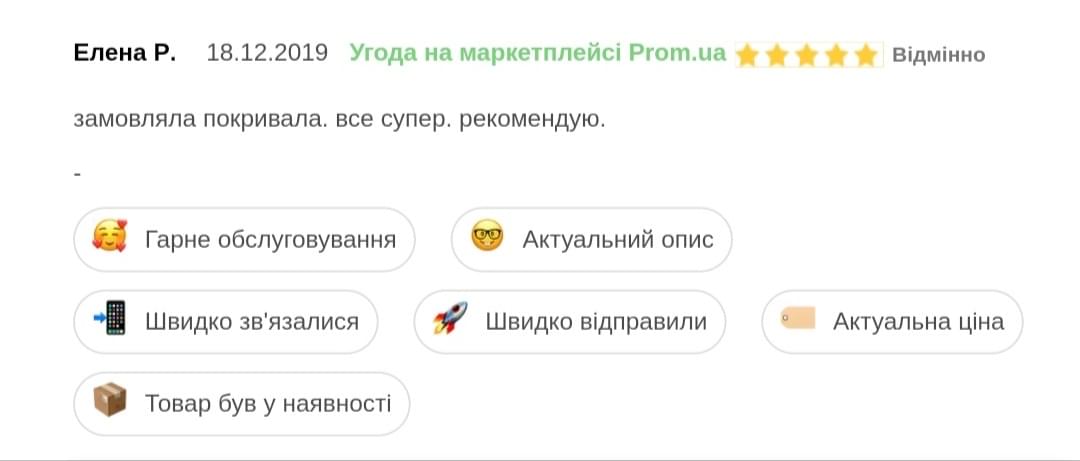 Елена Р. 18.12.2019 Угода на маркетплейсі Prom.ua Відмінно
замовляла покривала. все супер. рекомендую.
-
Гарне обслуговування Актуальний опис
Швидко зв'язалися Швидко відправили Актуальна ціна
Товар був у наявності